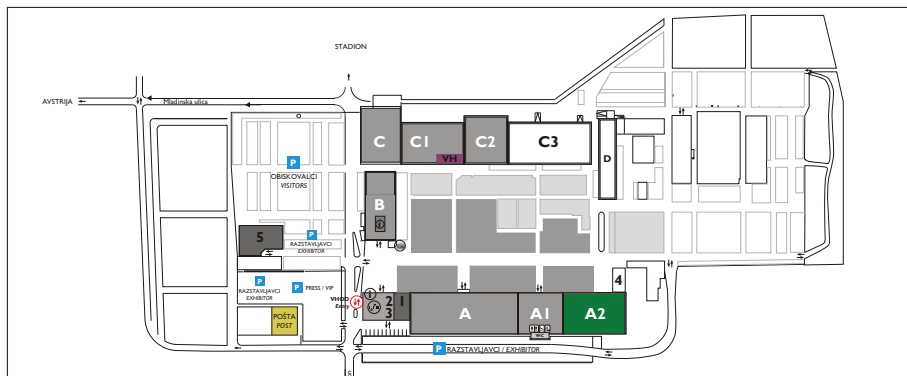 STADION
AVSTRIJA
Mladinska ulica
C
C1
C2
C3
VH
D
P
OBISKOVALCI
VISITORS
B
i
5
P
RAZSTAVLJAVCI
EXHIBITOR
P
RAZSTAVLJAVCI
EXHIBITOR
P PRESS / VIP
VHOD
Entry
i
2
3
1
4
A
A1
A2
WC
POŠTA
POST
P RAZSTAVLJAVCI / EXHIBITOR